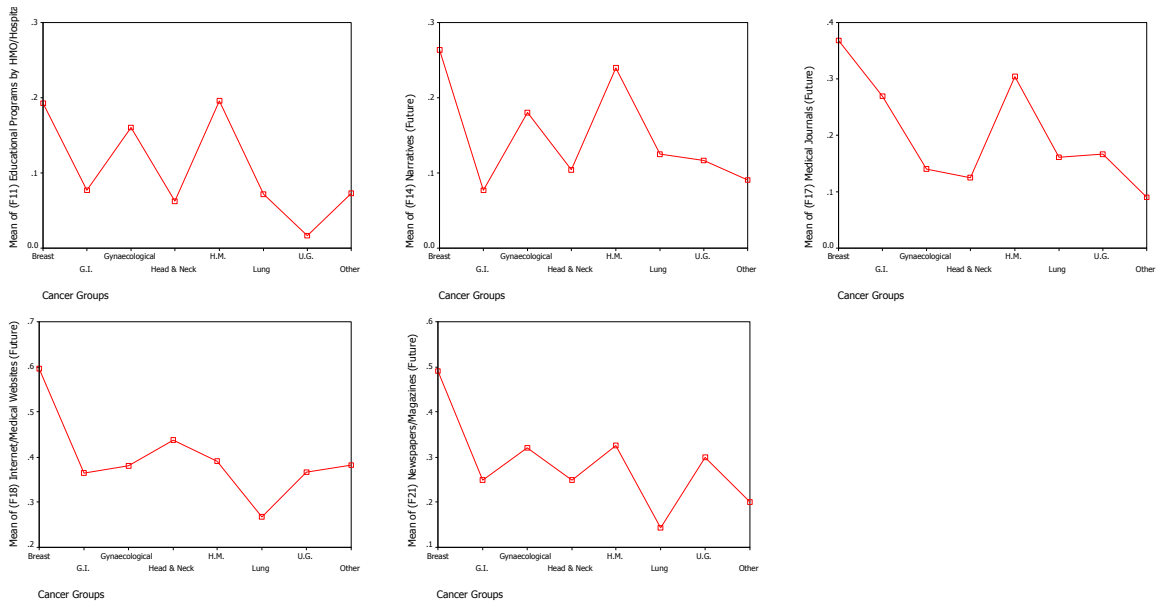 Mean of (F11) Educational Programs by HMO/Hospita
.3
.2
.1
0.0
Breast
G.I.
Gynaecological
Head & Neck
H.M.
Lung
U.G.
Other
Cancer Groups
Mean of (F14) Narratives (Future)
.3
.2
.1
0.0
Breast
G.I.
Gynaecological
Head & Neck
H.M.
Lung
U.G.
Other
Cancer Groups
Mean of (F17) Medical Journals (Future)
.4
.3
.2
.1
0.0
Breast
G.I.
Gynaecological
Head & Neck
H.M.
Lung
U.G.
Other
Cancer Groups
Mean of (F18) Internet/Medical Websites (Future)
.7
.6
.5
.4
.3
.2
Breast
G.I.
Gynaecological
Head & Neck
H.M.
Lung
U.G.
Other
Cancer Groups
Mean of (F21) Newspapers/Magazines (Future)
.6
.5
.4
.3
.2
.1
Breast
G.I.
Gynaecological
Head & Neck
H.M.
Lung
U.G.
Other
Cancer Groups